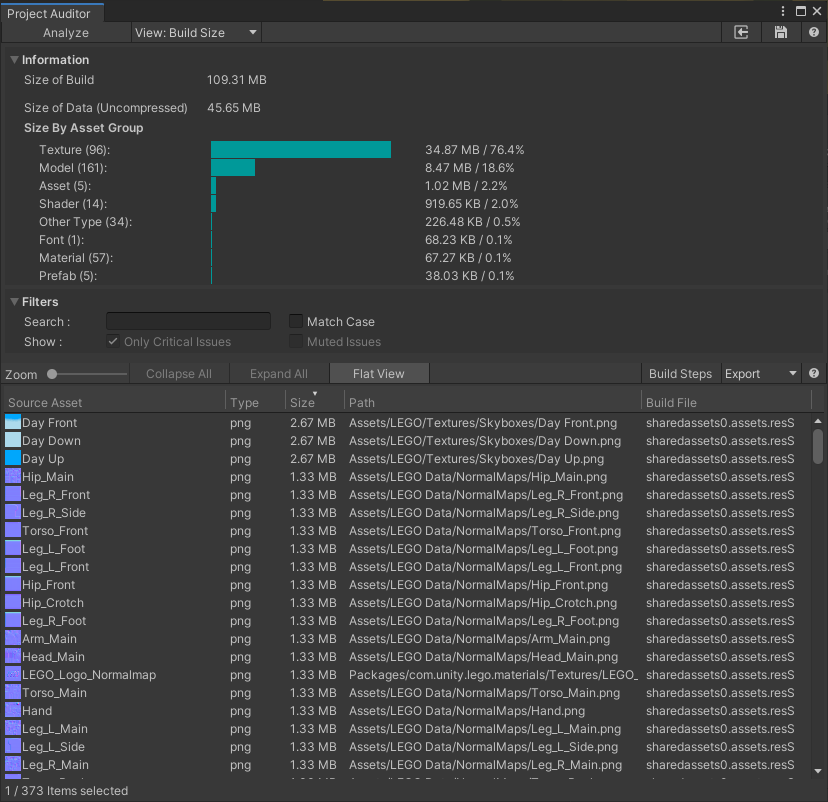 Project Auditor
Analyze View: Build Size
Information
Size of Build 109.31 MB
Size of Data (Uncompressed) 45.65 MB
Size By Asset Group
Texture (96): 34.87 MB / 76.4%
Model (161): 8.47 MB / 18.6%
Asset (5): 1.02 MB / 2.2%
Shader (14): 919.65 KB / 2.0%
Other Type (34): 226.48 KB / 0.5%
Font (1): 68.23 KB / 0.1%
Material (57): 67.27 KB / 0.1%
Prefab (5): 38.03 KB / 0.1%
Filters
Search : Match Case
Show : Only Critical Issues Muted Issues
Zoom Collapse All Expand All Flat View Build Steps Export
Source Asset Type Size Path Build File
Day Front png 2.67 MB Assets/LEGO/Textures/Skyboxes/Day Front.png sharedassets0.assets.resS
Day Down png 2.67 MB Assets/LEGO/Textures/Skyboxes/Day Down.png sharedassets0.assets.resS
Day Up png 2.67 MB Assets/LEGO/Textures/Skyboxes/Day Up.png sharedassets0.assets.resS
Hip_Main png 1.33 MB Assets/LEGO Data/NormalMaps/Hip_Main.png sharedassets0.assets.resS
Leg_R_Front png 1.33 MB Assets/LEGO Data/NormalMaps/Leg_R_Front.png sharedassets0.assets.resS
Leg_R_Side png 1.33 MB Assets/LEGO Data/NormalMaps/Leg_R_Side.png sharedassets0.assets.resS
Torso_Front png 1.33 MB Assets/LEGO Data/NormalMaps/Torso_Front.png sharedassets0.assets.resS
Leg_L_Foot png 1.33 MB Assets/LEGO Data/NormalMaps/Leg_L_Foot.png sharedassets0.assets.resS
Leg_L_Front png 1.33 MB Assets/LEGO Data/NormalMaps/Leg_L_Front.png sharedassets0.assets.resS
Hip_Front png 1.33 MB Assets/LEGO Data/NormalMaps/Hip_Front.png sharedassets0.assets.resS
Hip_Crotch png 1.33 MB Assets/LEGO Data/NormalMaps/Hip_Crotch.png sharedassets0.assets.resS
Leg_R_Foot png 1.33 MB Assets/LEGO Data/NormalMaps/Leg_R_Foot.png sharedassets0.assets.resS
Arm_Main png 1.33 MB Assets/LEGO Data/NormalMaps/Arm_Main.png sharedassets0.assets.resS
Head_Main png 1.33 MB Assets/LEGO Data/NormalMaps/Head_Main.png sharedassets0.assets.resS
LEGO_Logo_Normalmap png 1.33 MB Packages/com.unity.lego.materials/Textures/LEGO_ sharedassets0.assets.resS
Torso_Main png 1.33 MB Assets/LEGO Data/NormalMaps/Torso_Main.png sharedassets0.assets.resS
Hand png 1.33 MB Assets/LEGO Data/NormalMaps/Hand.png sharedassets0.assets.resS
Leg_L_Main png 1.33 MB Assets/LEGO Data/NormalMaps/Leg_L_Main.png sharedassets0.assets.resS
Leg_L_Side png 1.33 MB Assets/LEGO Data/NormalMaps/Leg_L_Side.png sharedassets0.assets.resS
Leg_R_Main png 1.33 MB Assets/LEGO Data/NormalMaps/Leg_R_Main.png sharedassets0.assets.resS
1 / 373 Items selected